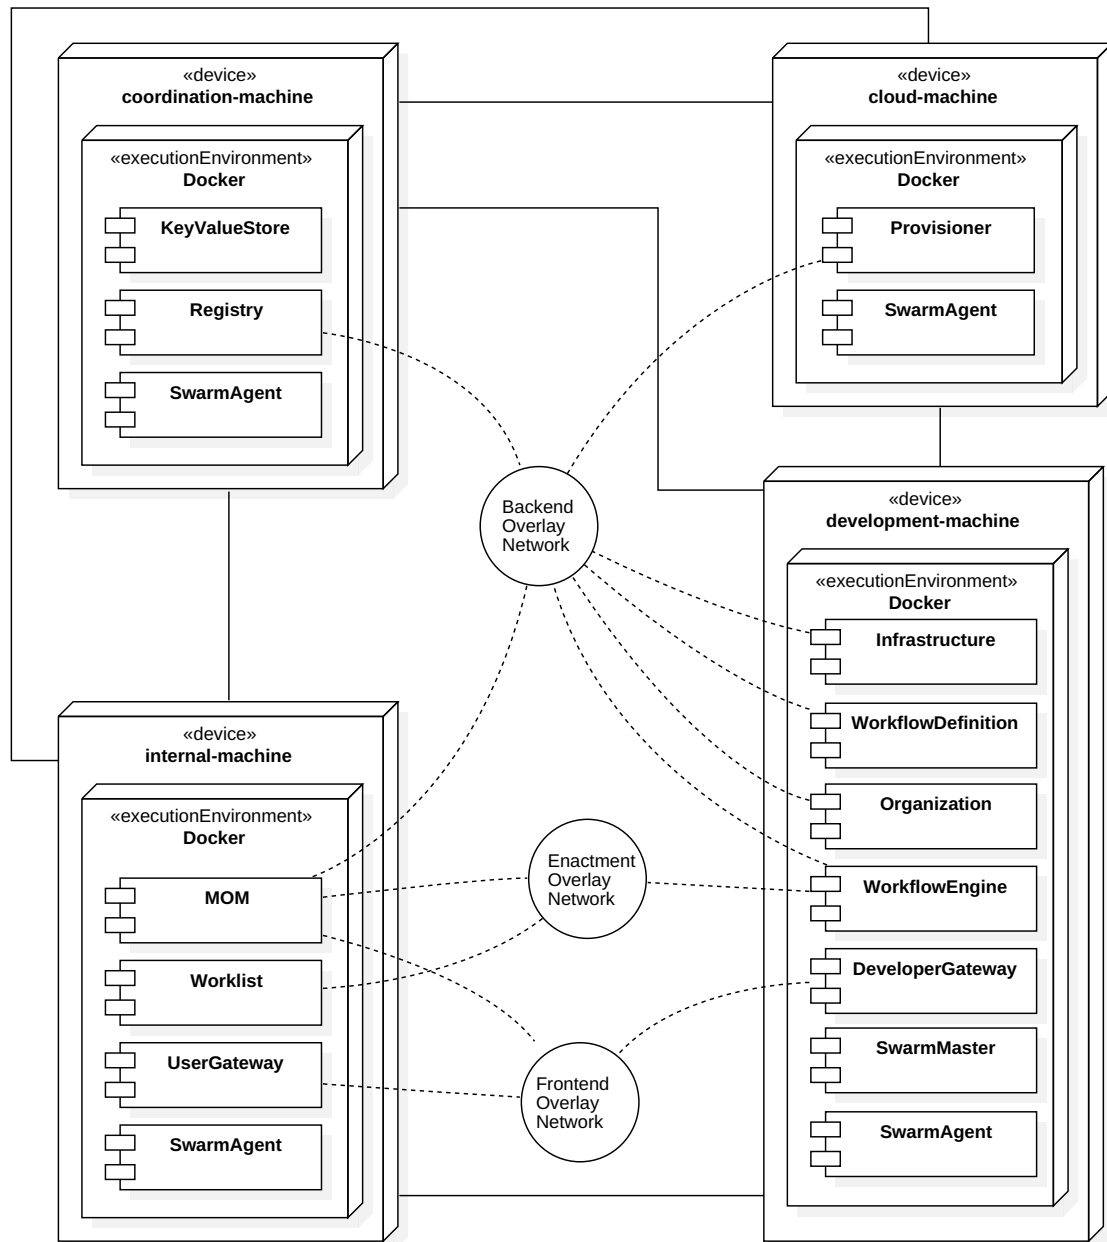 «device»
coordination-machine
«executionEnvironment»
Docker
KeyValueStore
Registry
SwarmAgent
«device»
cloud-machine
«executionEnvironment»
Docker
Provisioner
SwarmAgent
Backend
Overlay
Network
«device»
development-machine
«executionEnvironment»
Docker
Infrastructure
WorkflowDefinition
Organization
WorkflowEngine
DeveloperGateway
SwarmMaster
SwarmAgent
«device»
internal-machine
«executionEnvironment»
Docker
MOM
Worklist
UserGateway
SwarmAgent
Enactment
Overlay
Network
Frontend
Overlay
Network